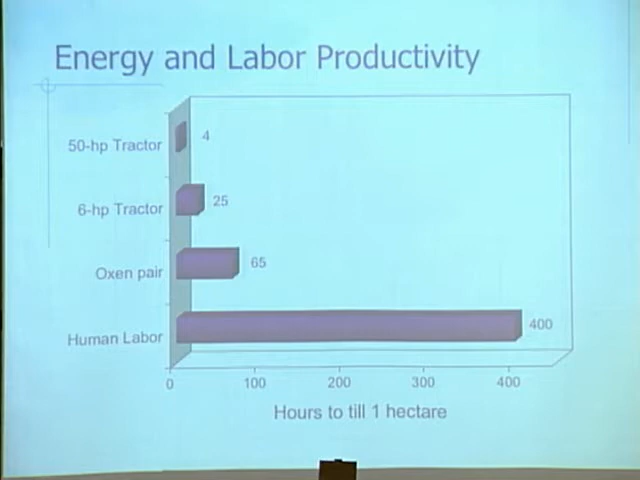 Energy and Labor Productivity
50-hp Tractor 4
6-hp Tractor 25
Oxen pair 65
Human Labor 400
0 100 200 300 400
Hours to till 1 hectare